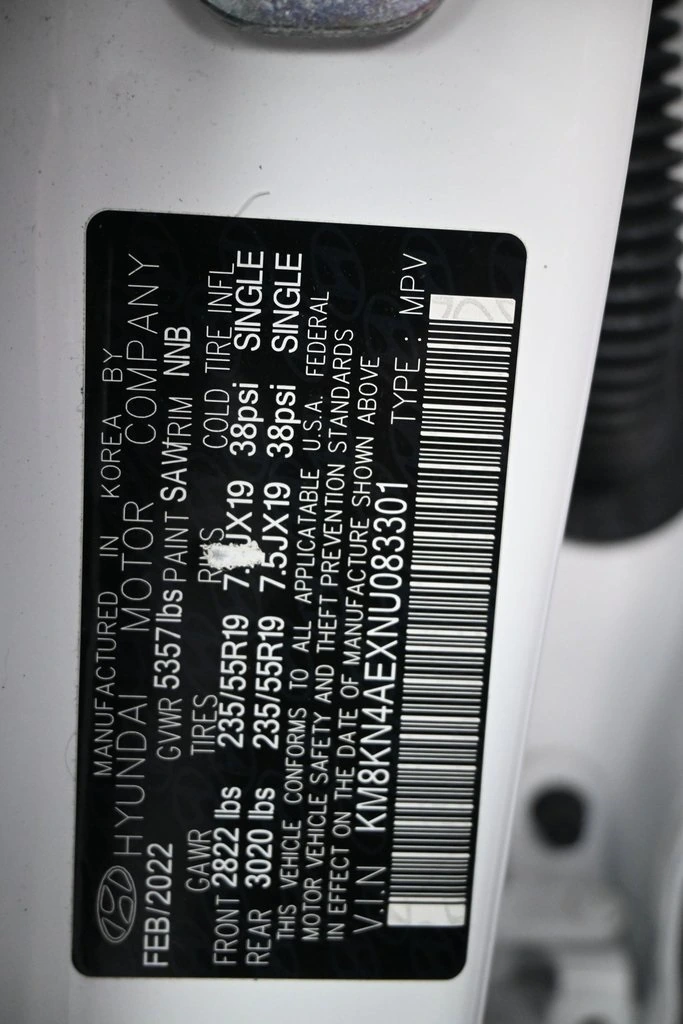 MANUFACTURED IN KOREA BY
HYUNDAI MOTOR COMPANY
FEB/2022 GVWR 5357lbs PAINT SAW TRIM NNB
GAWR TIRES COLD TIRE INFL
FRONT 2822 lbs 235/55R19 38psi SINGLE
REAR 3020 lbs 235/55R19 7.5JX19 38psi SINGLE
THIS VEHICLE CONFORMS TO ALL APPLICATABLE U.S.A. FEDERAL
MOTOR VEHICLE SAFETY AND THEFT PREVENTION STANDARDS
IN EFFECT ON THE DATE OF MANUFACTURE SHOWN ABOVE
V.I.N KM8KN4AEXNU083301 TYPE : MPV